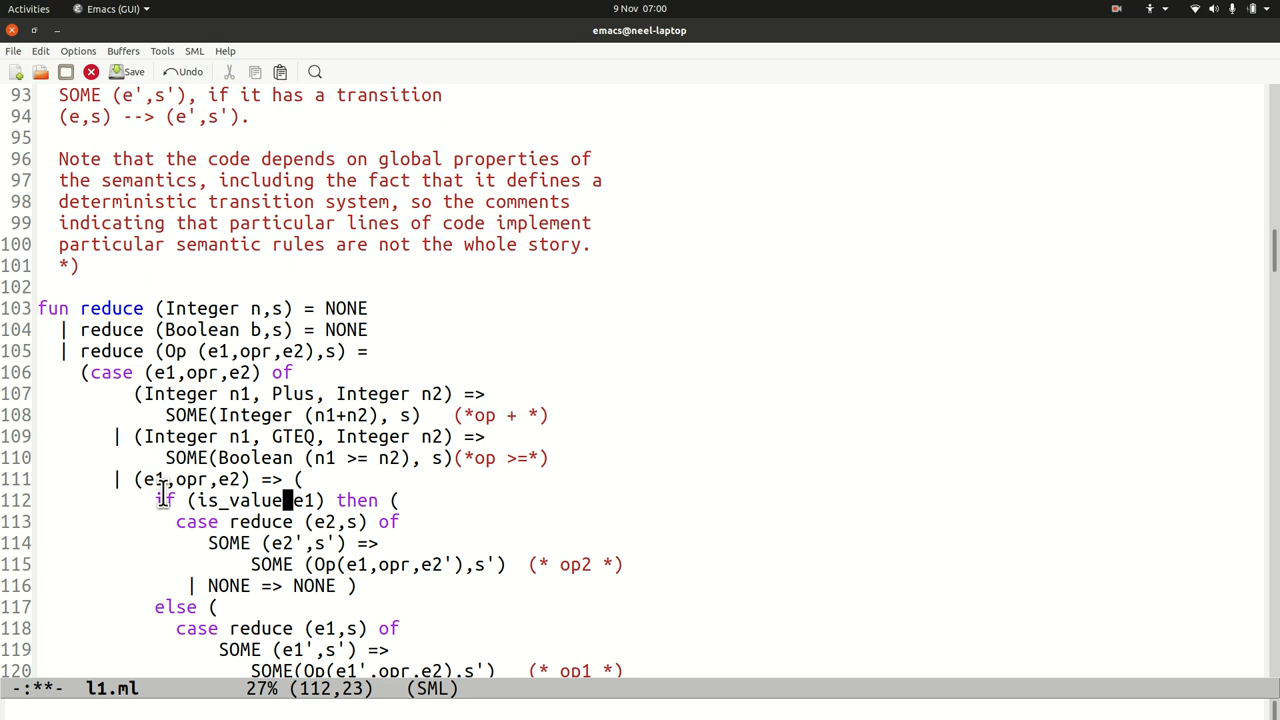 Activities Emacs (GUI) 9 Nov 07:00
emacs@neel-laptop
File Edit Options Buffers Tools SML Help
Save Undo
93 SOME (e',s'), if it has a transition
94 (e,s) --> (e',s').
95
96 Note that the code depends on global properties of
97 the semantics, including the fact that it defines a
98 deterministic transition system, so the comments
99 indicating that particular lines of code implement
100 particular semantic rules are not the whole story.
101 *)
102
103 fun reduce (Integer n,s) = NONE
104 | reduce (Boolean b,s) = NONE
105 | reduce (Op (e1,opr,e2),s) =
106 (case (e1,opr,e2) of
107 (Integer n1, Plus, Integer n2) =>
108 SOME(Integer (n1+n2), s) (*op + *)
109 | (Integer n1, GTEQ, Integer n2) =>
110 SOME(Boolean (n1 >= n2), s)(*op >=*)
111 | (e1,opr,e2) => (
112 if (is_value e1) then (
113 case reduce (e2,s) of
114 SOME (e2',s') =>
115 SOME (Op(e1,opr,e2'),s') (* op2 *)
116 | NONE => NONE )
117 else (
118 case reduce (e1,s) of
119 SOME (e1',s') =>
120 SOME(Op(e1',opr,e2),s') (* op1 *)
-:**- l1.ml 27% (112,23) (SML)